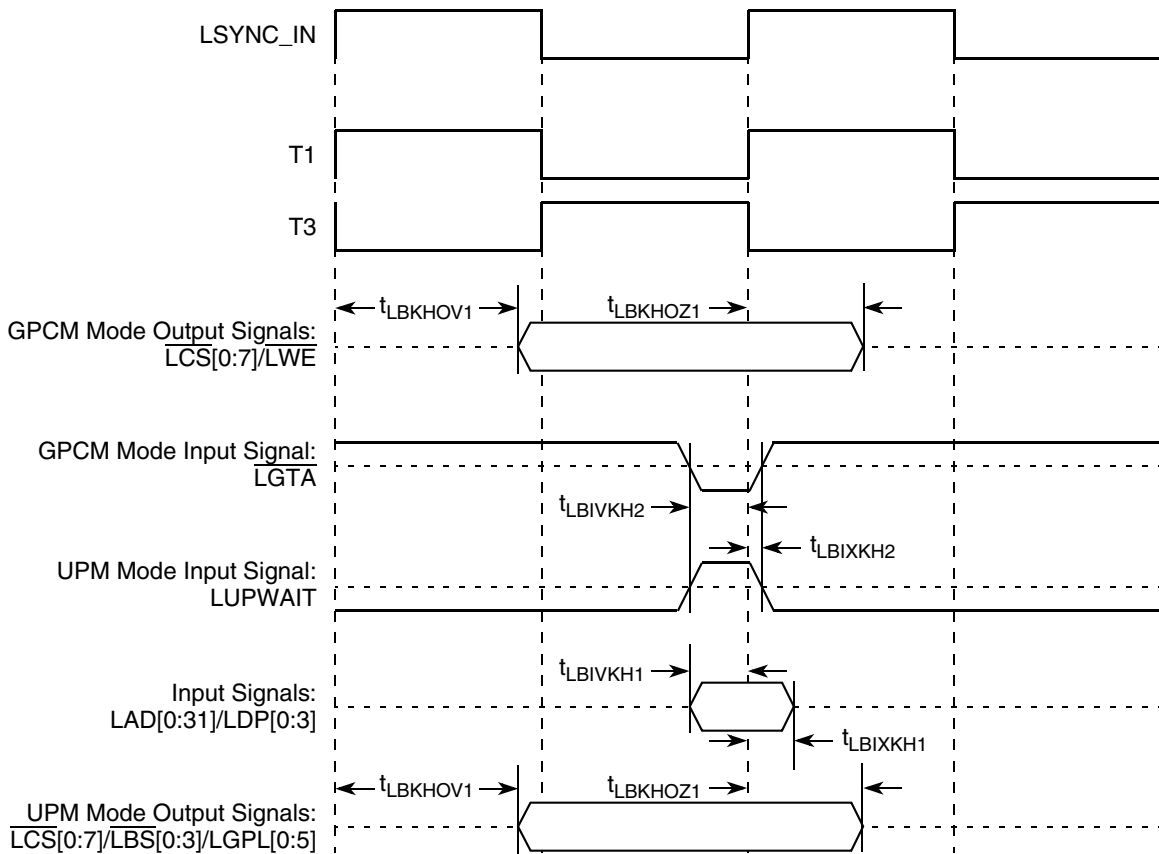 LSYNC_IN
T1
T3
tLBKHOV1
tLBKHOZ1
GPCM Mode Output Signals:
LCS[0:7]/LWE
GPCM Mode Input Signal:
LGTA
tLBIVKH2
tLBIXKH2
UPM Mode Input Signal:
LUPWAIT
tLBIVKH1
Input Signals:
LAD[0:31]/LDP[0:3]
tLBIXKH1
tLBKHOV1
tLBKHOZ1
UPM Mode Output Signals:
LCS[0:7]/LBS[0:3]/LGPL[0:5]